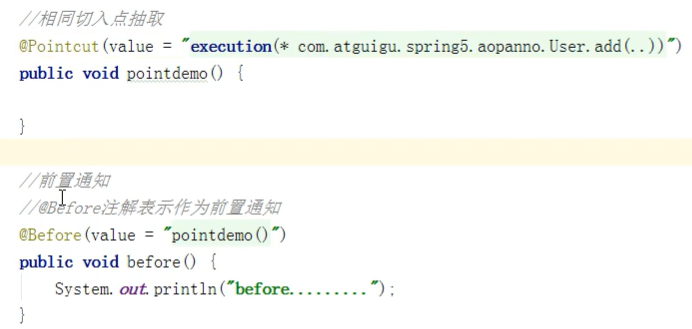 //相同切入点抽取
@Pointcut(value = "execution(* com.atguigu.spring5.aopanno.User.add(..))")
public void pointdemo() {
}
//前置通知
//@Before注解表示作为前置通知
@Before(value = "pointdemo()")
public void before() {
System.out.println("before.........");
}